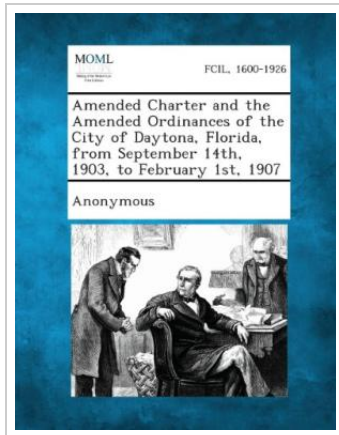 MOML
FCIL, 1600-1926
Amended Charter and the
Amended Ordinances of the
City of Daytona, Florida,
from September 14th,
1903, to February 1st, 1907
Anonymous